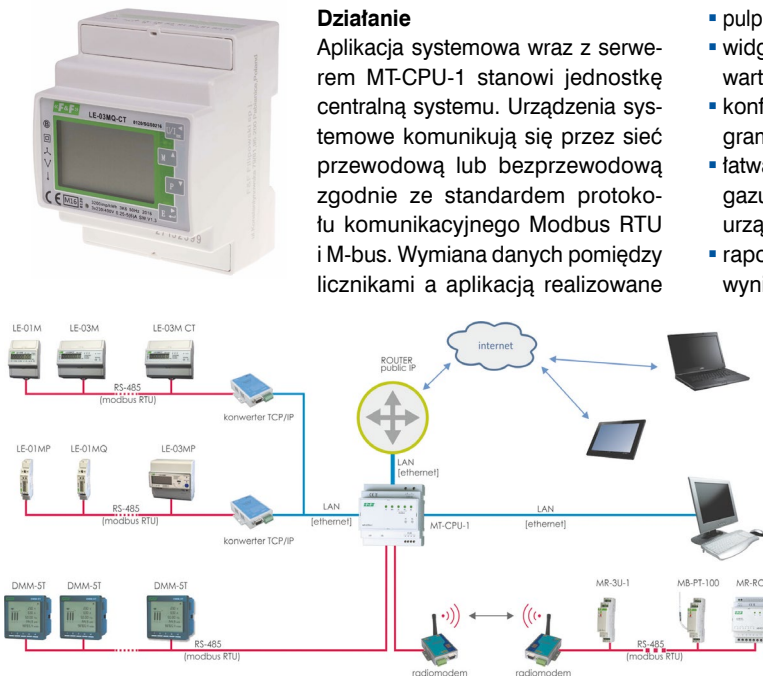 F&F
LE-03MQ-CT
M16
Działanie
Aplikacja systemowa wraz z serwe-
rem MT-CPU-1 stanowi jednostkę
centralną systemu. Urządzenia sys-
temowe komunikują się przez sieć
przewodową lub bezprzewodową
zgodnie ze standardem protoko-
łu komunikacyjnego Modbus RTU
i M-bus. Wymiana danych pomiędzy
licznikami a aplikacją realizowane
▪ pulp
▪ widg
wart
▪ konf
gram
▪ łatwa
gazu
urzą
▪ rapo
wyni
LE-01M
LE-03M
LE-03M CT
RS-485
(modbus RTU)
konwerter TCP/IP
ROUTER
public IP
internet
LE-01MP
LE-01MQ
LE-03MP
RS-485
(modbus RTU)
konwerter TCP/IP
LAN
[ethernet]
LAN
[ethernet]
MT-CPU-1
LAN
[ethernet]
DMM-5T
DMM-5T
DMM-5T
RS-485
(modbus RTU)
radiomodem
radiomodem
MR-3U-1
MB-PT-100
MR-RO
RS-485
(modbus RTU)